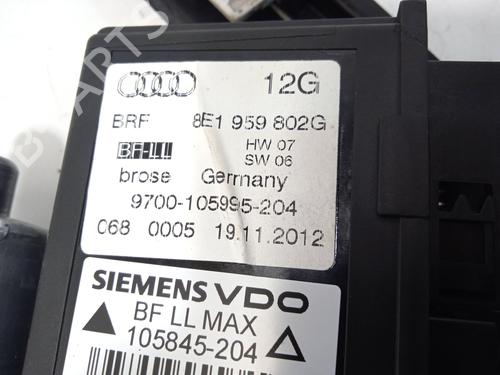 12G
BRF 8E1 959 802G
BF-LL HW 07
SW 06
brose Germany
9700-105995-204
068 0005 19.11.2012
SIEMENS VDO
BF LL MAX
105845-204